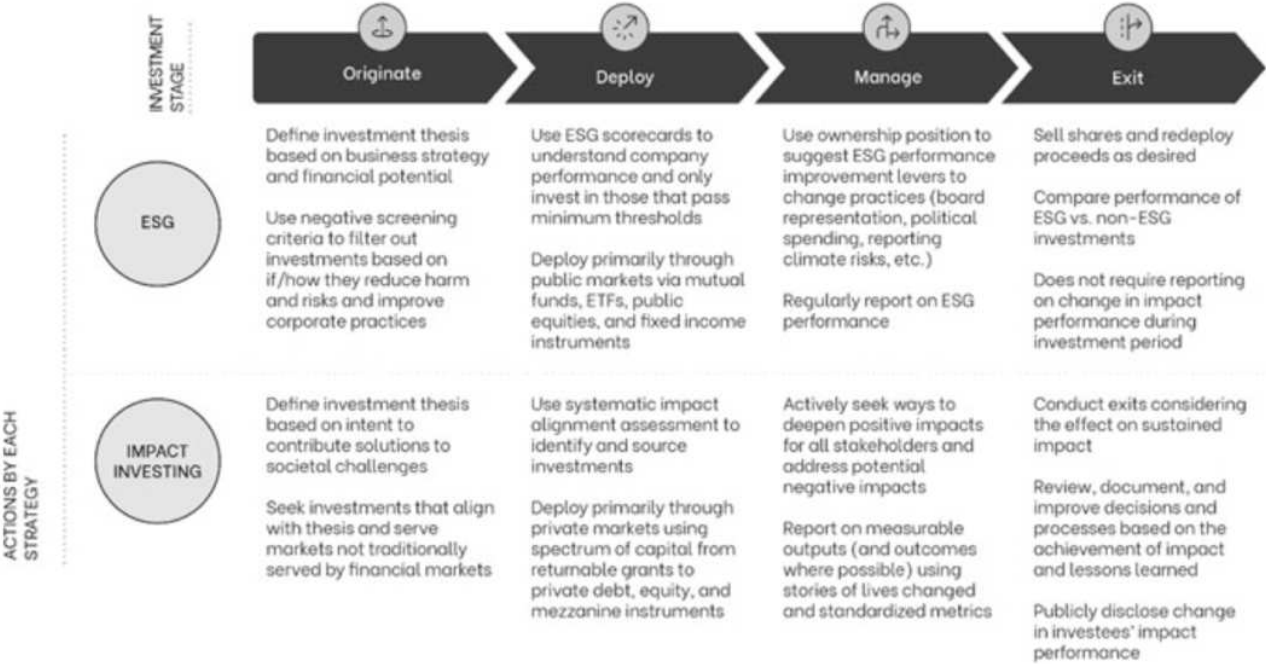 INVESTMENT
STAGE
Originate
Deploy
Manage
Exit
ACTIONS BY EACH
STRATEGY
ESG
Define investment thesis
based on business strategy
and financial potential
Use negative screening
criteria to filter out
investments based on
if/how they reduce harm
and risks and improve
corporate practices
Use ESG scorecards to
understand company
performance and only
invest in those that pass
minimum thresholds
Deploy primarily through
public markets via mutual
funds, ETFs, public
equities, and fixed income
instruments
Use ownership position to
suggest ESG performance
improvement levers to
change practices (board
representation, political
spending, reporting
climate risks, etc.)
Regularly report on ESG
performance
Sell shares and redeploy
proceeds as desired
Compare performance of
ESG vs. non-ESG
investments
Does not require reporting
on change in impact
performance during
investment period
IMPACT
INVESTING
Define investment thesis
based on intent to
contribute solutions to
societal challenges
Seek investments that align
with thesis and serve
markets not traditionally
served by financial markets
Use systematic impact
alignment assessment to
identify and source
investments
Deploy primarily through
private markets using
spectrum of capital from
returnable grants to
private debt, equity, and
mezzanine instruments
Actively seek ways to
deepen positive impacts
for all stakeholders and
address potential
negative impacts
Report on measurable
outputs (and outcomes
where possible) using
stories of lives changed
and standardized metrics
Conduct exits considering
the effect on sustained
impact
Review, document, and
improve decisions and
processes based on the
achievement of impact
and lessons learned
Publicly disclose change
in investees' impact
performance